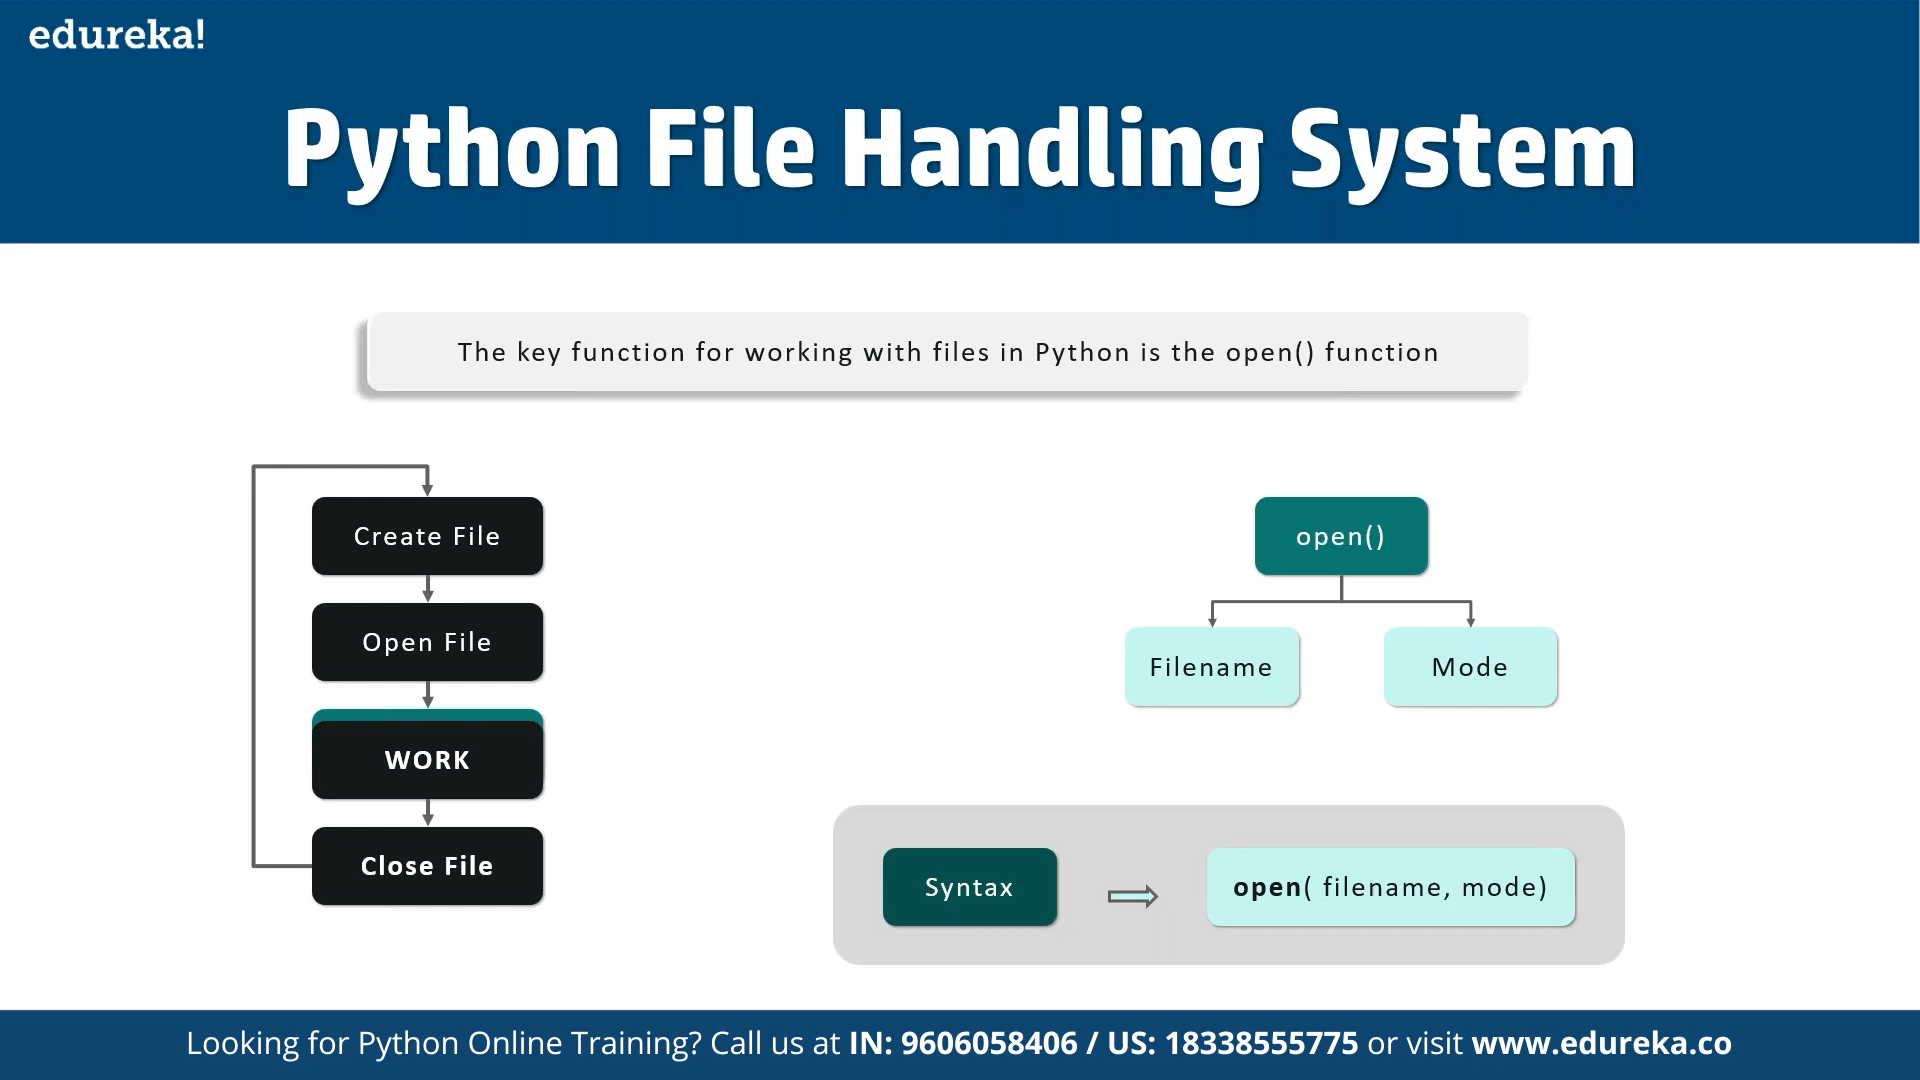 edureka!
Python File Handling System
The key function for working with files in Python is the open() function
Create File
Open File
WORK
Close File
open()
Filename
Mode
Syntax
open( filename, mode)
Looking for Python Online Training? Call us at IN: 9606058406 / US: 18338555775 or visit www.edureka.co